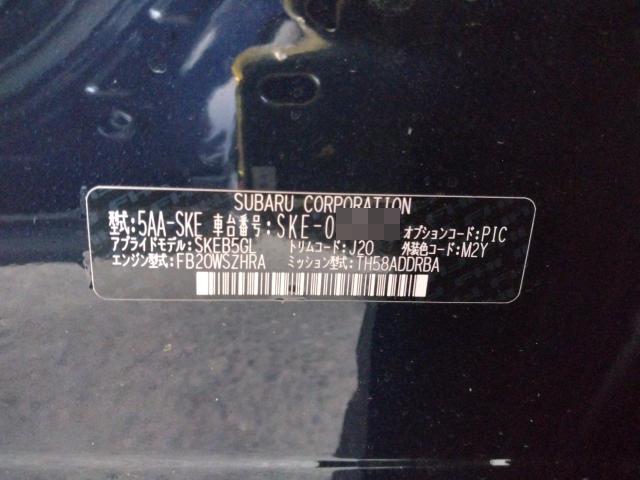 SUBARU CORPORATION
型式:5AA-SKE 車台番号:SKE-0 オプションコード:PIC
アプライドモデル:SKEB5GL トリムコード:J20 外装色コード:M2Y
エンジン型式:FB20WSZHRA ミッション型式:TH58ADDRBA